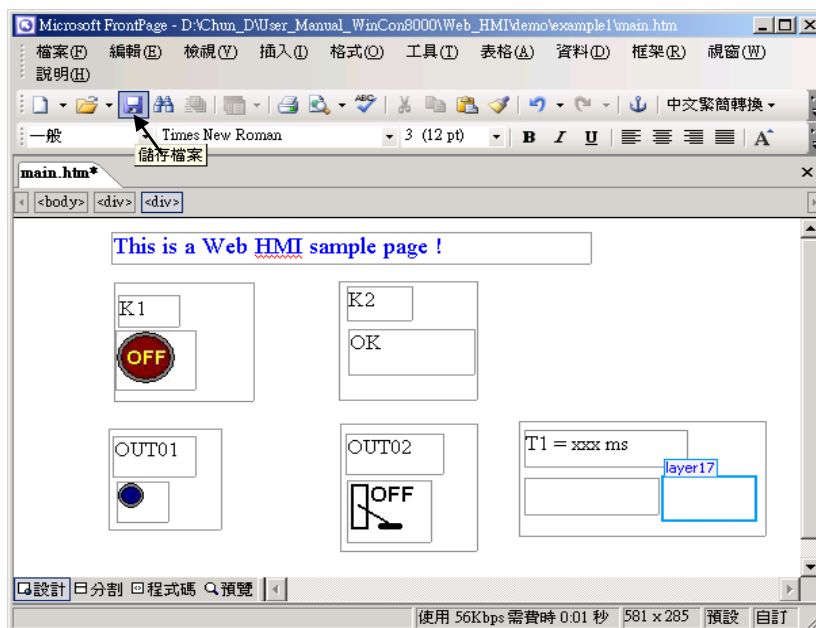 Microsoft FrontPage - D:\Chun_D\User_Manual_WinCon8000\Web_HMI\demo\example1\main.htm
檔案(F) 編輯(E) 檢視(V) 插入(I) 格式(O) 工具(T) 表格(A) 資料(D) 框架(R) 視窗(W)
說明(H)
ABC
中文繁簡轉換
一般 Times New Roman 3 (12 pt) B I U A
儲存檔案
main.htm*
<body> <div> <div>
This is a Web HMI sample page !
K1
OFF
K2
OK
OUT01
OUT02
OFF
T1 = xxx ms
layer17
設計 分割 程式碼 預覽
使用 56Kbps 需費時 0:01 秒 581 x 285 預設 自訂